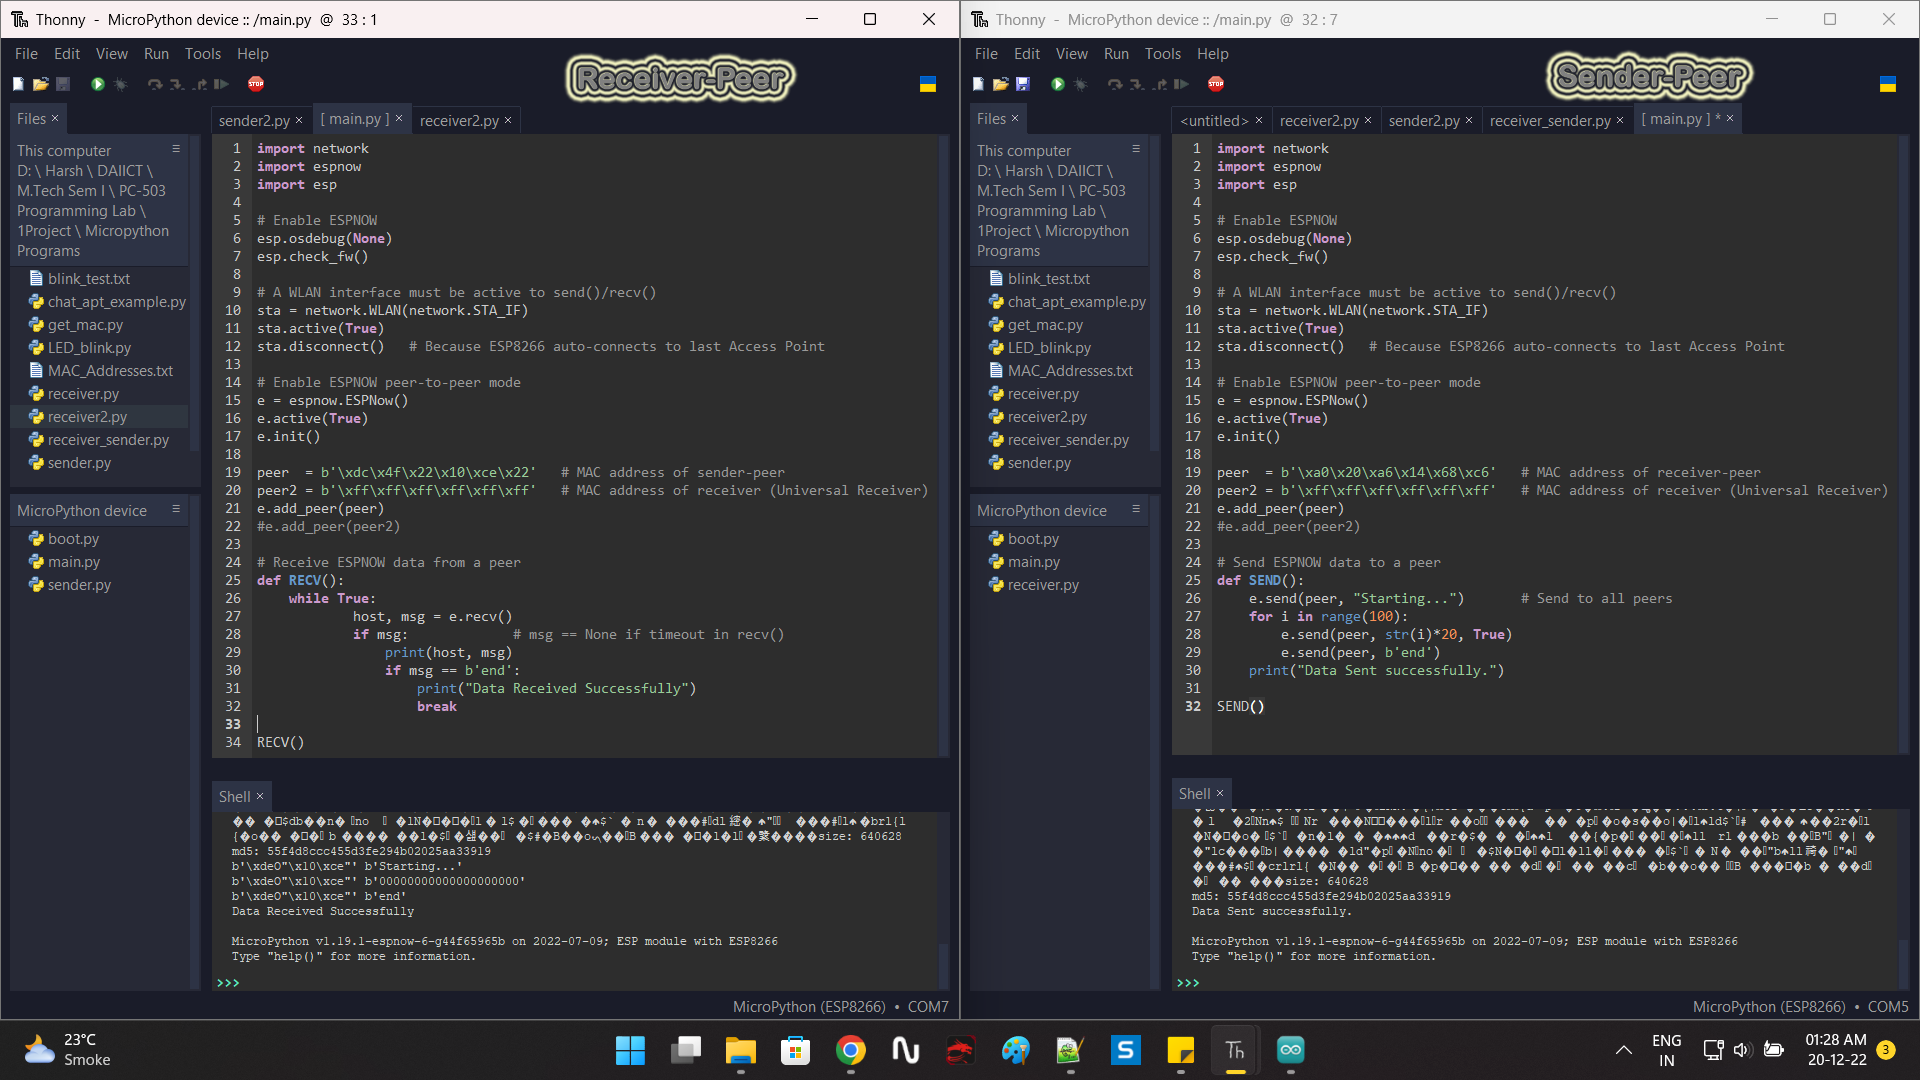 Thonny - MicroPython device :: /main.py @ 33 : 1
File Edit View Run Tools Help
Receiver-Peer
STOP
Files ×
sender2.py × [ main.py ] × receiver2.py ×
This computer
D: \ Harsh \ DAIICT \
M.Tech Sem I \ PC-503
Programming Lab \
1Project \ Micropython
Programs
blink_test.txt
chat_apt_example.py
get_mac.py
LED_blink.py
MAC_Addresses.txt
receiver.py
receiver2.py
receiver_sender.py
sender.py
MicroPython device
boot.py
main.py
sender.py
1 import network
2 import espnow
3 import esp
4
5 # Enable ESPNOW
6 esp.osdebug(None)
7 esp.check_fw()
8
9 # A WLAN interface must be active to send()/recv()
10 sta = network.WLAN(network.STA_IF)
11 sta.active(True)
12 sta.disconnect()   # Because ESP8266 auto-connects to last Access Point
13
14 # Enable ESPNOW peer-to-peer mode
15 e = espnow.ESPNow()
16 e.active(True)
17 e.init()
18
19 peer  = b'\xdc\x4f\x22\x10\xce\x22'   # MAC address of sender-peer
20 peer2 = b'\xff\xff\xff\xff\xff\xff'   # MAC address of receiver (Universal Receiver)
21 e.add_peer(peer)
22 #e.add_peer(peer2)
23
24 # Receive ESPNOW data from a peer
25 def RECV():
26     while True:
27             host, msg = e.recv()
28             if msg:             # msg == None if timeout in recv()
29                 print(host, msg)
30                 if msg == b'end':
31                     print("Data Received Successfully")
32                     break
33
34 RECV()
Shell ×
size: 640628
md5: 55f4d8ccc455d3fe294b02025aa33919
b'\xdeO"\x10\xce"' b'Starting...'
b'\xdeO"\x10\xce"' b'00000000000000000000'
b'\xdeO"\x10\xce"' b'end'
Data Received Successfully
MicroPython v1.19.1-espnow-6-g44f65965b on 2022-07-09; ESP module with ESP8266
Type "help()" for more information.
>>>
MicroPython (ESP8266) • COM7
Thonny - MicroPython device :: /main.py @ 32 : 7
File Edit View Run Tools Help
Sender-Peer
STOP
Files ×
<untitled> × receiver2.py × sender2.py × receiver_sender.py × [ main.py ] * ×
This computer
D: \ Harsh \ DAIICT \
M.Tech Sem I \ PC-503
Programming Lab \
1Project \ Micropython
Programs
blink_test.txt
chat_apt_example.py
get_mac.py
LED_blink.py
MAC_Addresses.txt
receiver.py
receiver2.py
receiver_sender.py
sender.py
MicroPython device
boot.py
main.py
receiver.py
1 import network
2 import espnow
3 import esp
4
5 # Enable ESPNOW
6 esp.osdebug(None)
7 esp.check_fw()
8
9 # A WLAN interface must be active to send()/recv()
10 sta = network.WLAN(network.STA_IF)
11 sta.active(True)
12 sta.disconnect()   # Because ESP8266 auto-connects to last Access Point
13
14 # Enable ESPNOW peer-to-peer mode
15 e = espnow.ESPNow()
16 e.active(True)
17 e.init()
18
19 peer  = b'\xa0\x20\xa6\x14\x68\xc6'   # MAC address of receiver-peer
20 peer2 = b'\xff\xff\xff\xff\xff\xff'   # MAC address of receiver (Universal Receiver)
21 e.add_peer(peer)
22 #e.add_peer(peer2)
23
24 # Send ESPNOW data to a peer
25 def SEND():
26     e.send(peer, "Starting...")       # Send to all peers
27     for i in range(100):
28         e.send(peer, str(i)*20, True)
29         e.send(peer, b'end')
30     print("Data Sent successfully.")
31
32 SEND()
Shell ×
size: 640628
md5: 55f4d8ccc455d3fe294b02025aa33919
Data Sent successfully.
MicroPython v1.19.1-espnow-6-g44f65965b on 2022-07-09; ESP module with ESP8266
Type "help()" for more information.
>>>
MicroPython (ESP8266) • COM5
23°C
Smoke
S
Th
ENG
IN
01:28 AM
20-12-22
3